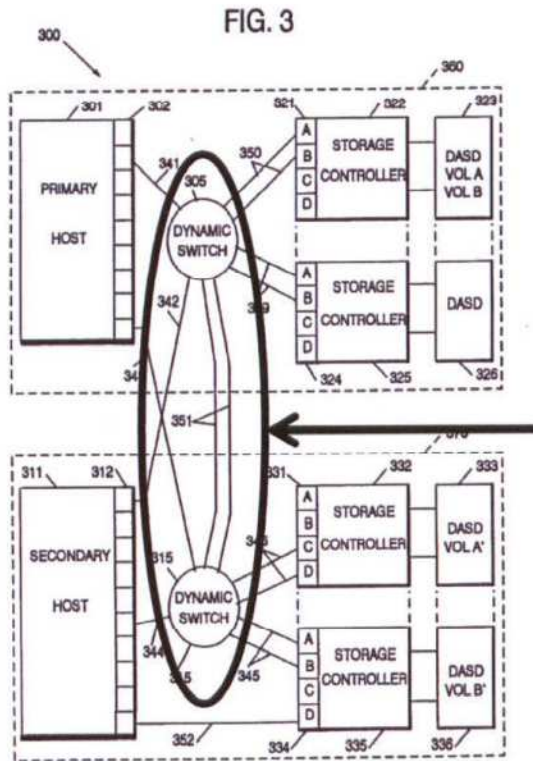 FIG. 3
300
360
301
302
321
322
323
341
350
305
PRIMARY
HOST
DYNAMIC
SWITCH
A
B
C
D
STORAGE
CONTROLLER
DASD
VOL A
VOL B
342
A
B
C
D
STORAGE
CONTROLLER
DASD
324
325
326
351
311
312
331
332
333
SECONDARY
HOST
315
DYNAMIC
SWITCH
A
B
C
D
STORAGE
CONTROLLER
DASD
VOL A'
344
345
A
B
C
D
STORAGE
CONTROLLER
DASD
VOL B'
352
334
335
336